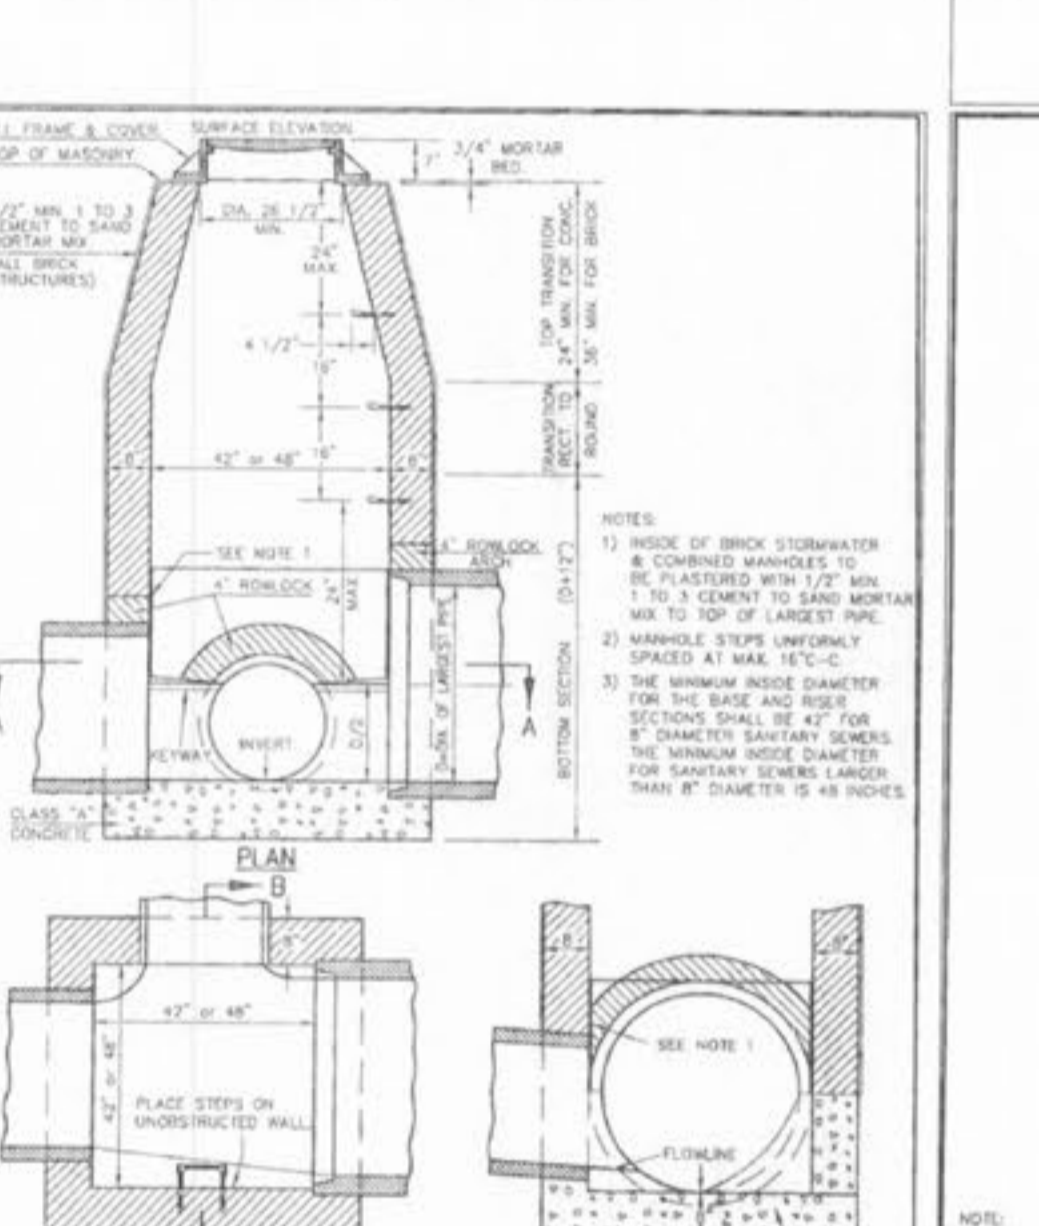 FRAME & COVER
SURFACE ELEVATION
OP OF MASONRY
7"
3/4" MORTAR
BED.
/2" MIN. 1 TO 3
EMENT TO SAND
ORTAR MIX
ALL BRICK
TRUCTURES)
DIA. 26 1/2"
MIN.
24"
MAX.
4 1/2"
16"
16"
8"
42" or 48"
8"
TOP TRANSITION
24" MIN. FOR CONC.
36" MIN. FOR BRICK
TRANSITION
RECT. TO
ROUND
SEE NOTE 1
4" ROWLOCK
4" ROWLOCK
ARCH
24"
MAX
D=DIA. OF LARGEST PIPE
BOTTOM SECTION (D+12")
D/2
KEYWAY
INVERT
A
CLASS "A"
CONCRETE
NOTES:
1) INSIDE OF BRICK STORMWATER
& COMBINED MANHOLES TO
BE PLASTERED WITH 1/2" MIN.
1 TO 3 CEMENT TO SAND MORTAR
MIX TO TOP OF LARGEST PIPE.
2) MANHOLE STEPS UNIFORMLY
SPACED AT MAX. 16"C-C.
3) THE MINIMUM INSIDE DIAMETER
FOR THE BASE AND RISER
SECTIONS SHALL BE 42" FOR
8" DIAMETER SANITARY SEWERS.
THE MINIMUM INSIDE DIAMETER
FOR SANITARY SEWERS LARGER
THAN 8" DIAMETER IS 48 INCHES.
PLAN
B
8"
42" or 48"
42" or 48"
PLACE STEPS ON
UNOBSTRUCTED WALL.
8
8"
SEE NOTE 1
FLOWLINE
NOTE: